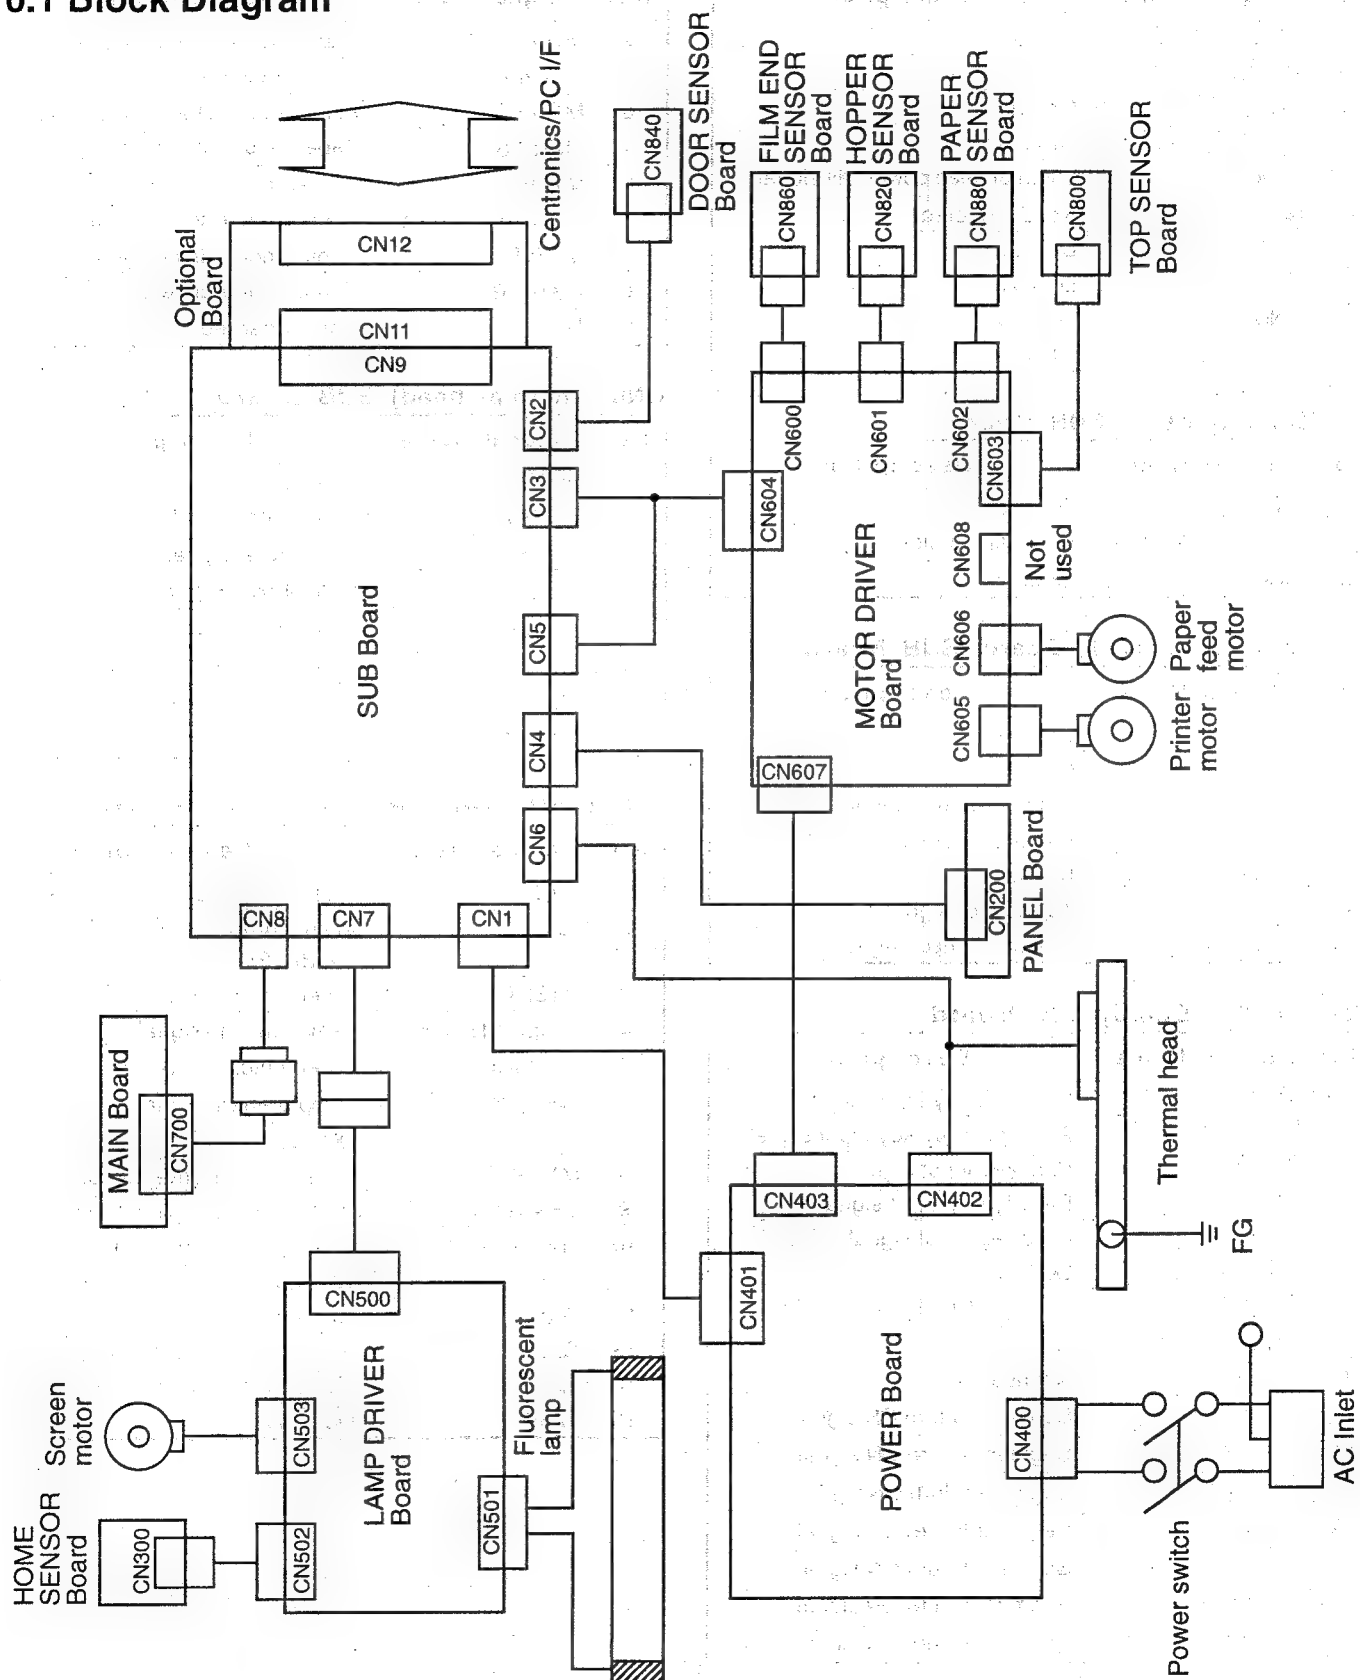 6.1 Block Diagram
Optional
Board
CN12
CN11
CN9
Centronics/PC I/F
CN840
DOOR SENSOR
Board
FILM END
SENSOR
Board
CN860
HOPPER
SENSOR
Board
CN820
PAPER
SENSOR
Board
CN880
CN800
TOP SENSOR
Board
SUB Board
CN2
CN3
CN5
CN4
CN6
CN8
CN7
CN1
CN600
CN601
CN602
CN603
CN604
MOTOR DRIVER
Board
CN608
Not
used
CN606
CN605
CN607
Paper
feed
motor
Printer
motor
CN200
PANEL Board
MAIN Board
CN700
CN500
Thermal head
FG
CN403
CN402
CN401
POWER Board
CN400
Screen
motor
CN503
LAMP DRIVER
Board
Fluorescent
lamp
CN501
HOME
SENSOR
Board
CN300
CN502
Power switch
AC Inlet